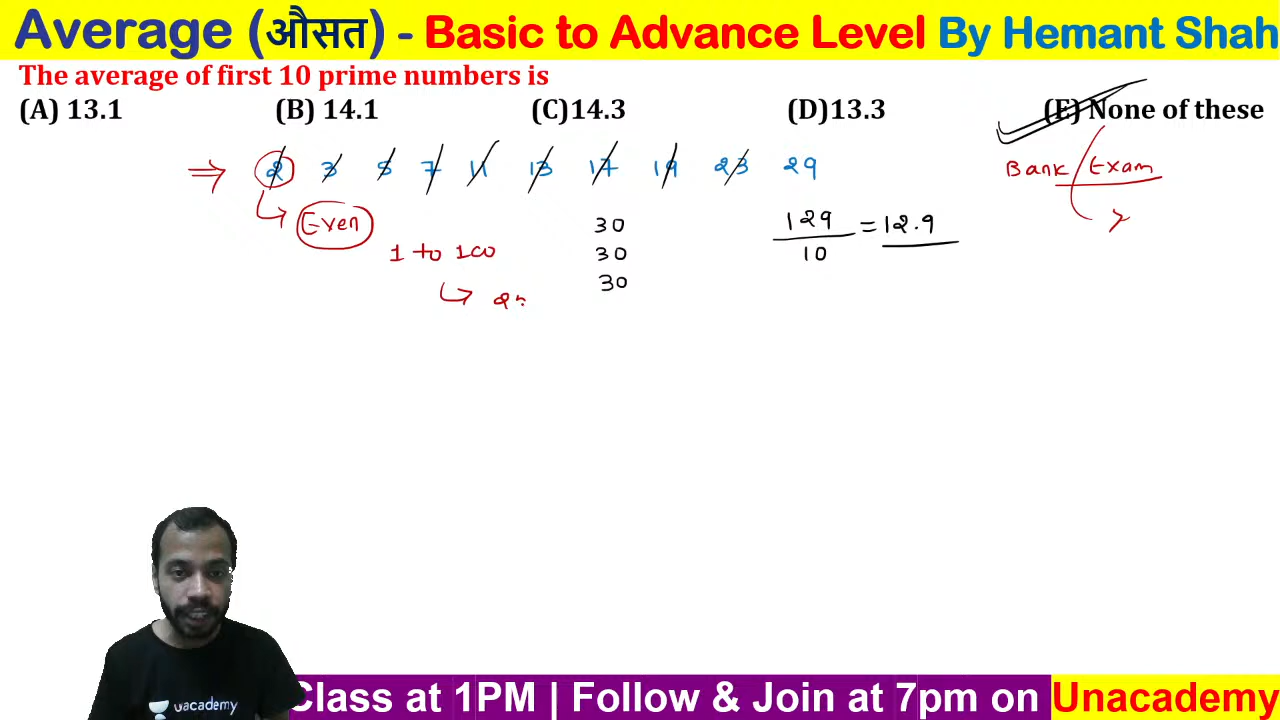 Average (औसत) - Basic to Advance Level By Hemant Shah
The average of first 10 prime numbers is
(A) 13.1 (B) 14.1 (C)14.3 (D)13.3 (E) None of these
⇒ 2 3 5 7 11 13 17 19 23 29
Bank Exam
Even
30
129
= 12.9
1 to 100
30
10
30
unacademy
Class at 1PM | Follow & Join at 7pm on Unacademy